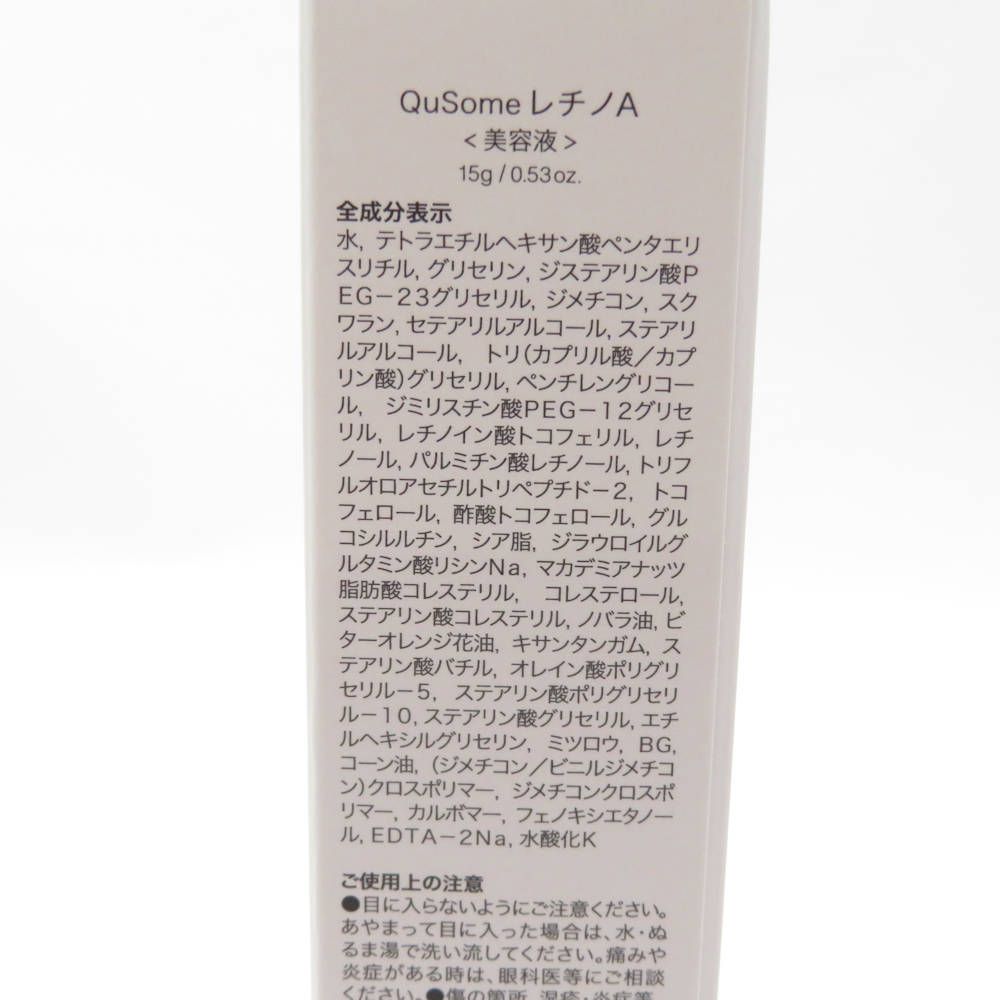 QuSome レチノA
<美容液>
15g / 0.53oz.
全成分表示
水, テトラエチルヘキサン酸ペンタエリ
スリチル, グリセリン, ジステアリン酸P
EG－23グリセリル, ジメチコン, スク
ワラン, セテアリルアルコール, ステアリ
ルアルコール, トリ(カプリル酸／カプ
リン酸)グリセリル, ペンチレングリコー
ル, ジミリスチン酸PEG－12グリセ
リル, レチノイン酸トコフェリル, レチ
ノール, パルミチン酸レチノール, トリフ
ルオロアセチルトリペプチド－2, トコ
フェロール, 酢酸トコフェロール, グル
コシルルチン, シア脂, ジラウロイルグ
ルタミン酸リシンNa, マカデミアナッツ
脂肪酸コレステリル, コレステロール,
ステアリン酸コレステリル, ノバラ油, ビ
ターオレンジ花油, キサンタンガム, ス
テアリン酸バチル, オレイン酸ポリグリ
セリル－5, ステアリン酸ポリグリセリ
ル－10, ステアリン酸グリセリル, エチ
ルヘキシルグリセリン, ミツロウ, BG,
コーン油, (ジメチコン／ビニルジメチコ
ン)クロスポリマー, ジメチコンクロスポ
リマー, カルボマー, フェノキシエタノー
ル, EDTA－2Na, 水酸化K
ご使用上の注意
●目に入らないようにご注意ください。
あやまって目に入った場合は、水・ぬ
るま湯で洗い流してください。痛みや
炎症がある時は、眼科医等にご相談
ください。●傷の箇所、湿疹・炎症等